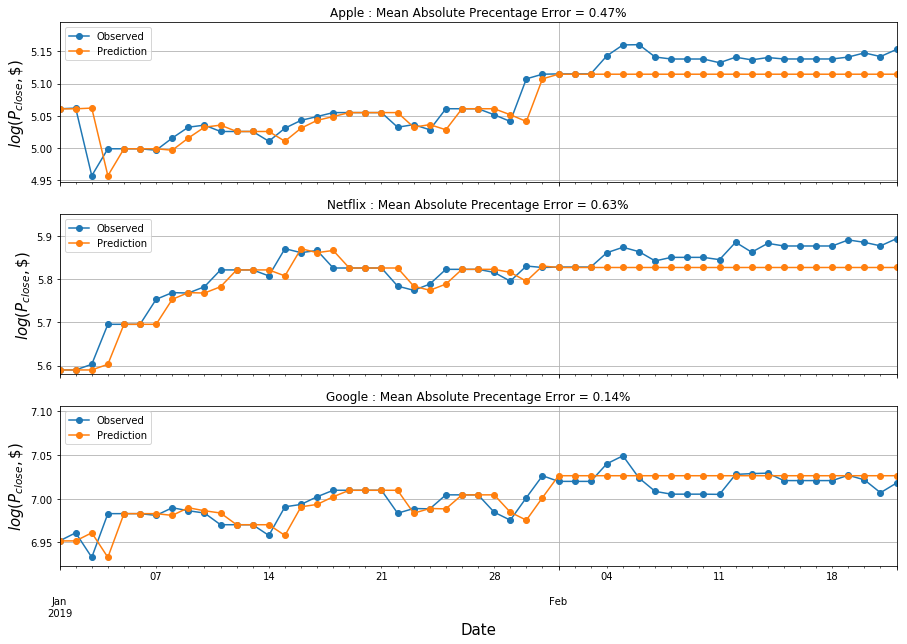 Apple : Mean Absolute Precentage Error = 0.47%
Observed
Prediction
5.15
5.10
5.05
5.00
4.95
log(P_close, $)
Netflix : Mean Absolute Precentage Error = 0.63%
Observed
Prediction
5.9
5.8
5.7
5.6
log(P_close, $)
Google : Mean Absolute Precentage Error = 0.14%
Observed
Prediction
7.10
7.05
7.00
6.95
log(P_close, $)
07 14 21 28 04 11 18
Jan Feb
2019
Date